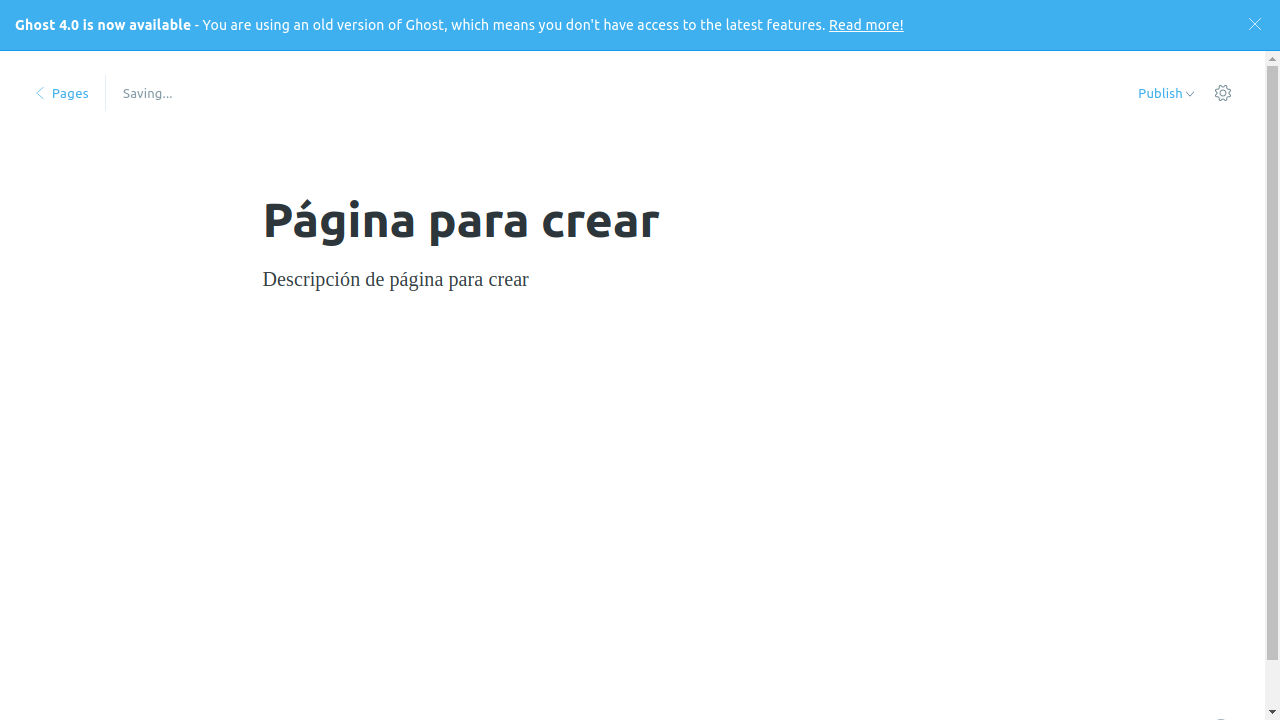 Ghost 4.0 is now available - You are using an old version of Ghost, which means you don't have access to the latest features. Read more!
Pages
Saving...
Publish
Página para crear
Descripción de página para crear